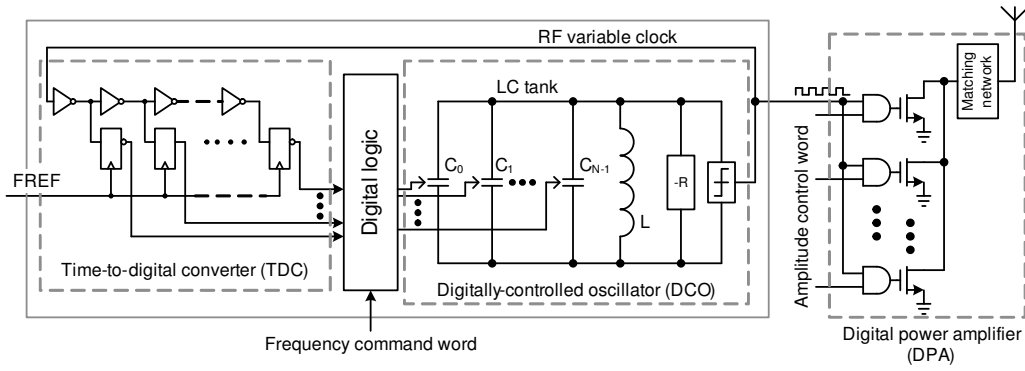 RF variable clock
LC tank
Matching
network
C0
C1
CN-1
-R
L
FREF
Digital logic
Amplitude control word
Time-to-digital converter (TDC)
Digitally-controlled oscillator (DCO)
Frequency command word
Digital power amplifier
(DPA)